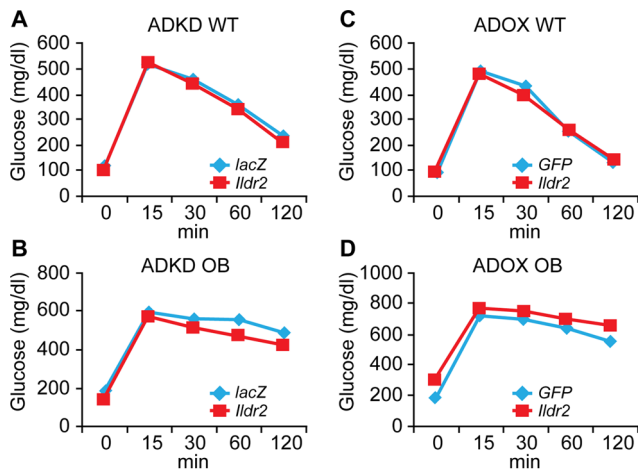 A
ADKD WT
Glucose (mg/dl)
600
500
400
300
200
100
0
lacZ
Ildr2
0 15 30 60 120
min
C
ADOX WT
Glucose (mg/dl)
600
500
400
300
200
100
0
GFP
Ildr2
0 15 30 60 120
min
B
ADKD OB
Glucose (mg/dl)
800
600
400
200
0
lacZ
Ildr2
0 15 30 60 120
min
D
ADOX OB
Glucose (mg/dl)
1000
800
600
400
200
0
GFP
Ildr2
0 15 30 60 120
min